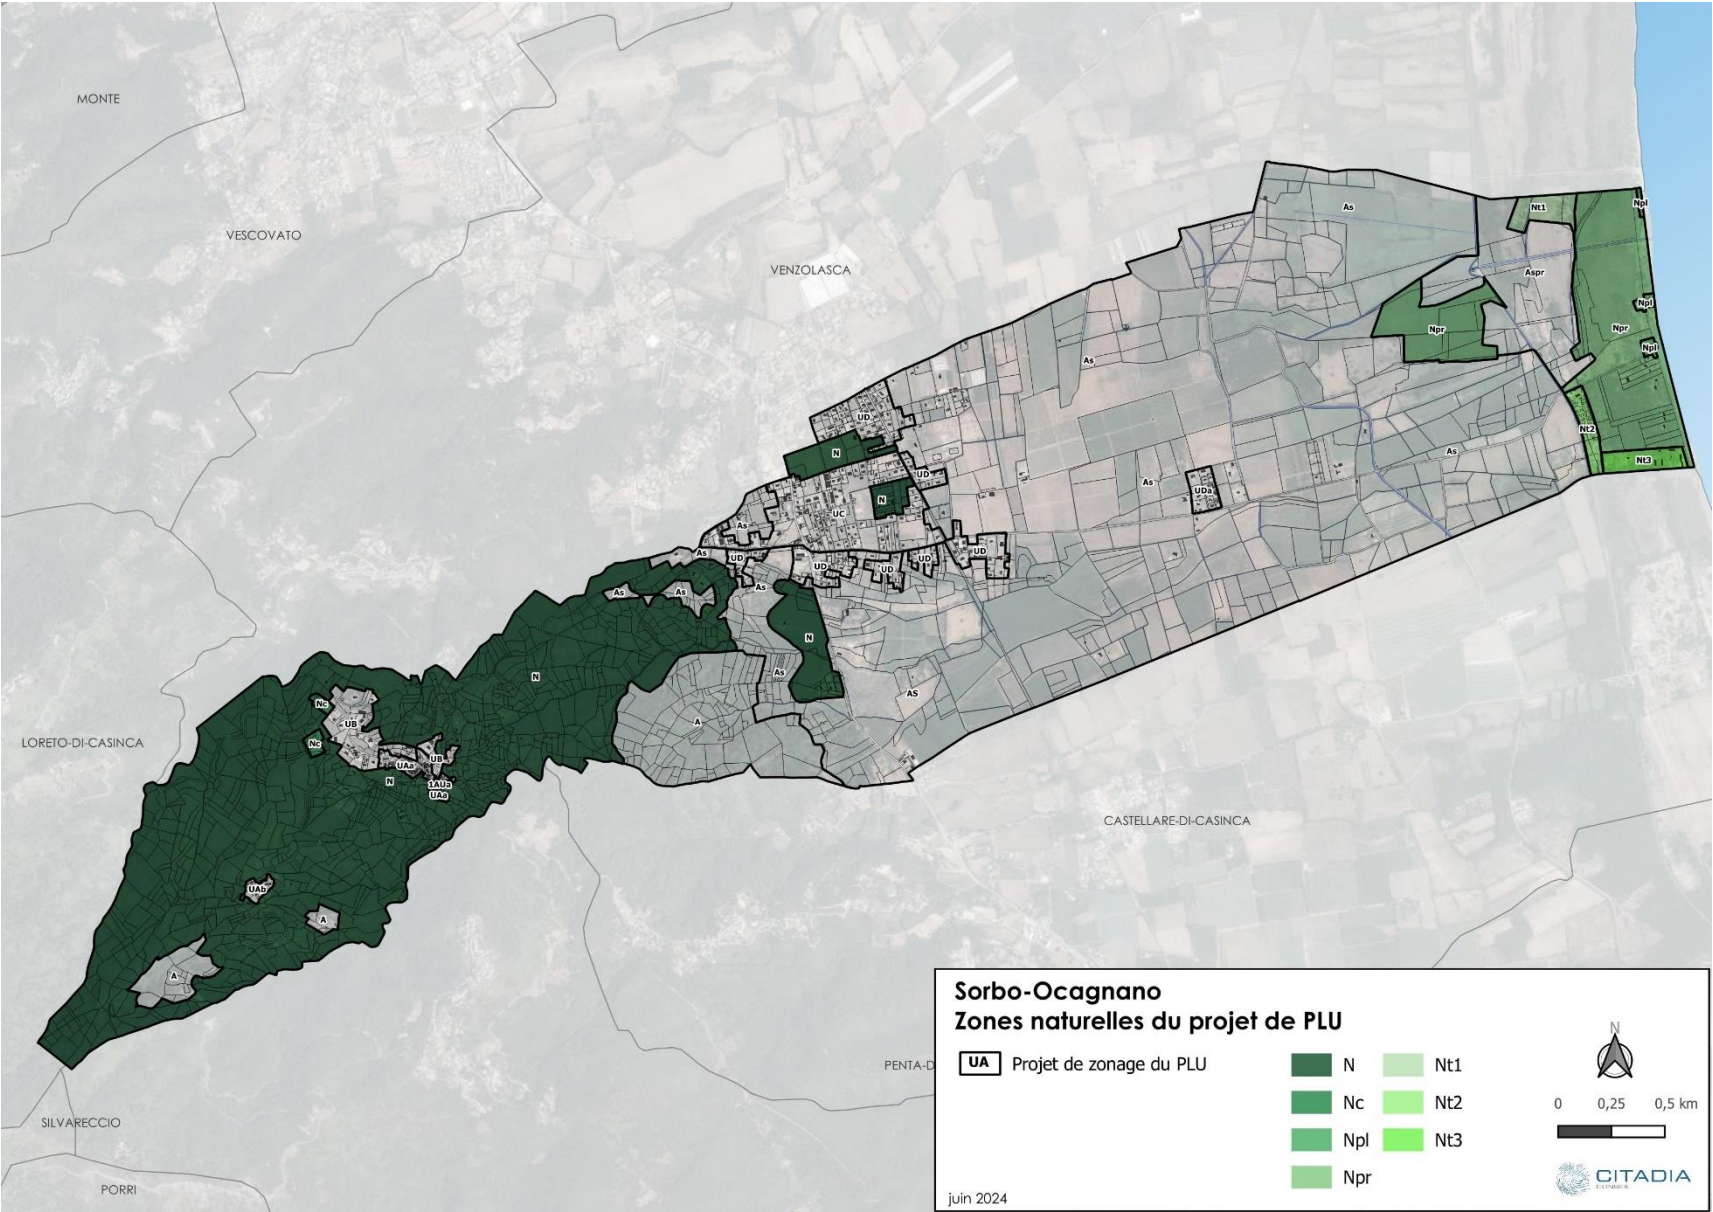 MONTE
VESCOVATO
VENZOLASCA
LORETO-DI-CASINCA
CASTELLARE-DI-CASINCA
PENTA-D
SILVARECCIO
PORRI
As
Nt1
Npl
Aspr
Npl
Npr
Npr
Npl
As
UD
Nt2
N
As
Nt3
UD
As
UDa
N
UC
As
As
UD
UD
UD
UD
UD
As
As
As
N
N
As
AS
A
Nc
UB
Nc
UAa
UB
N
1AUa
UAa
UAb
A
A
Sorbo-Ocagnano
Zones naturelles du projet de PLU
UA Projet de zonage du PLU
N
Nc
Npl
Npr
Nt1
Nt2
Nt3
N
0 0,25 0,5 km
CITADIA
CONSEIL
juin 2024